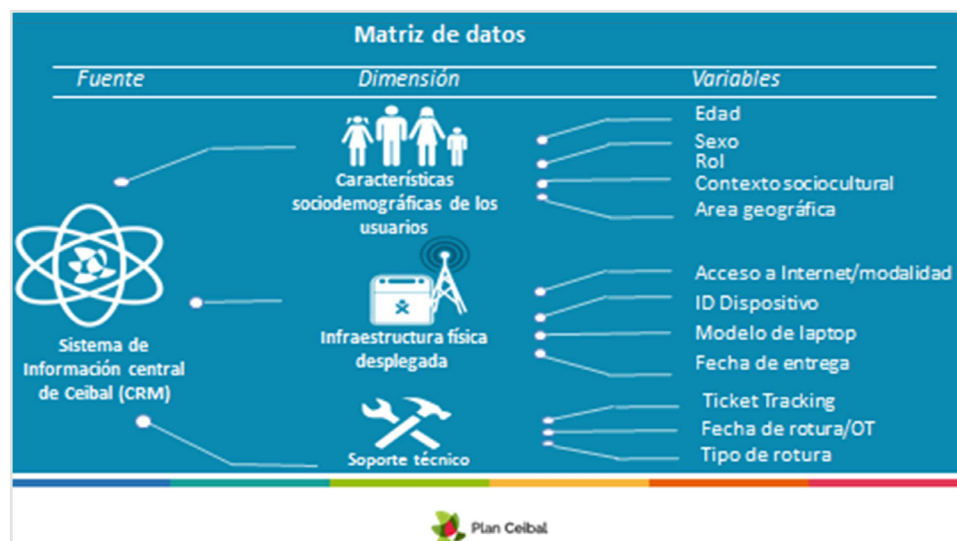 Matriz de datos
Fuente
Dimensión
Variables
Sistema de
Información central
de Ceibal (CRM)
Características
sociodemográficas de los
usuarios
Edad
Sexo
Rol
Contexto sociocultural
Area geográfica
Infraestructura física
desplegada
Acceso a Internet/modalidad
ID Dispositivo
Modelo de laptop
Fecha de entrega
Soporte técnico
Ticket Tracking
Fecha de rotura/OT
Tipo de rotura
Plan Ceibal